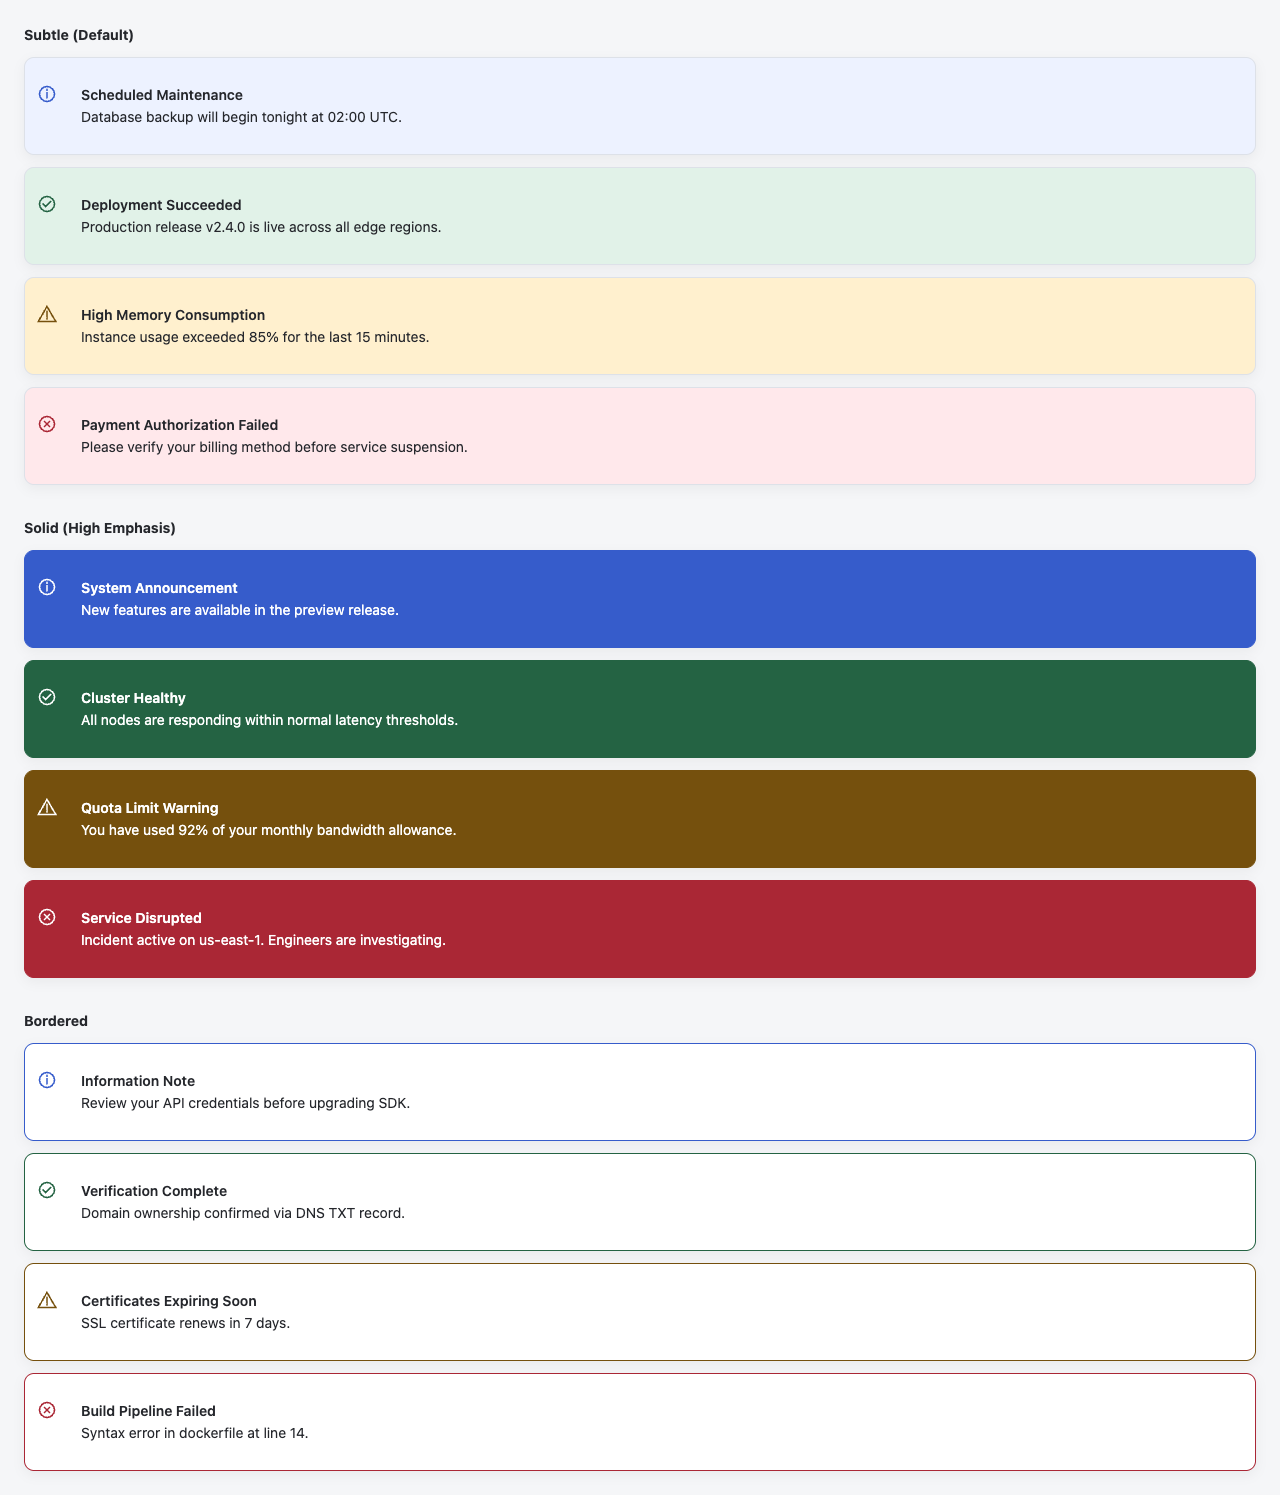 Subtle (Default)
Scheduled Maintenance
Database backup will begin tonight at 02:00 UTC.
Deployment Succeeded
Production release v2.4.0 is live across all edge regions.
High Memory Consumption
Instance usage exceeded 85% for the last 15 minutes.
Payment Authorization Failed
Please verify your billing method before service suspension.
Solid (High Emphasis)
System Announcement
New features are available in the preview release.
Cluster Healthy
All nodes are responding within normal latency thresholds.
Quota Limit Warning
You have used 92% of your monthly bandwidth allowance.
Service Disrupted
Incident active on us-east-1. Engineers are investigating.
Bordered
Information Note
Review your API credentials before upgrading SDK.
Verification Complete
Domain ownership confirmed via DNS TXT record.
Certificates Expiring Soon
SSL certificate renews in 7 days.
Build Pipeline Failed
Syntax error in dockerfile at line 14.